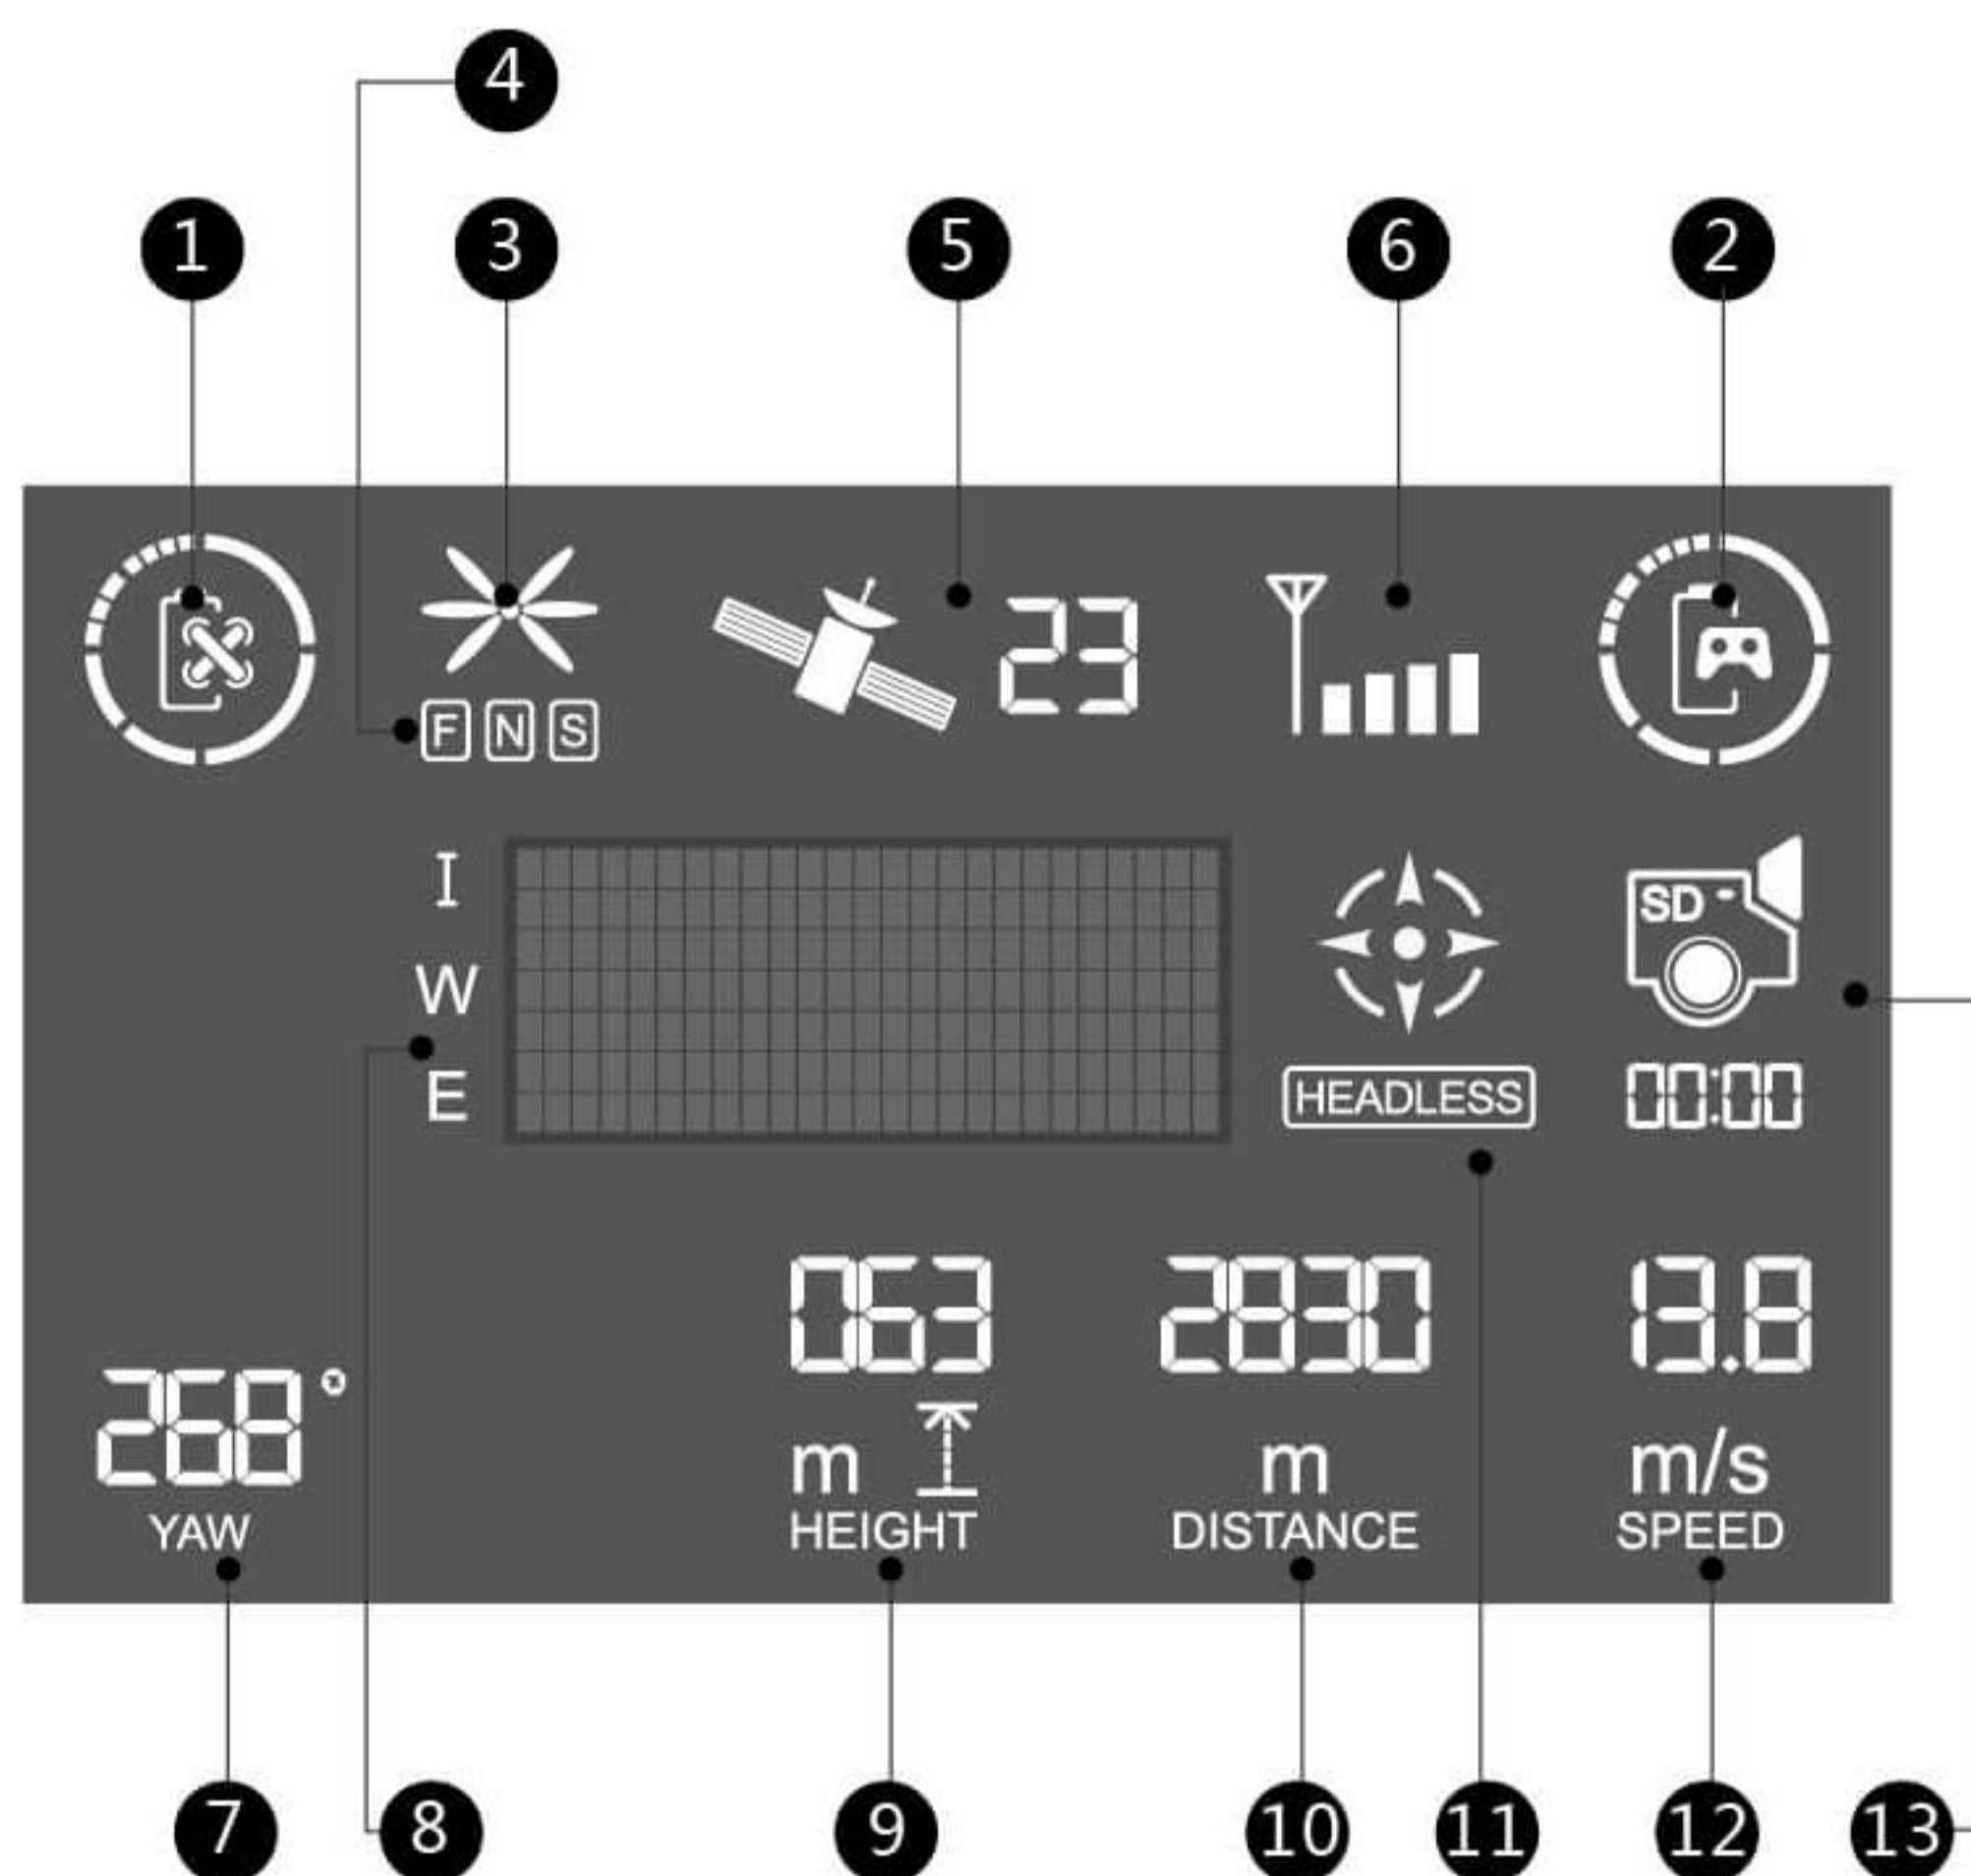 4
1 3 5 6 2
23
F N S
I
W
E
SD
HEADLESS
00:00
063 2830 13.8
268°
m m m/s
YAW HEIGHT DISTANCE SPEED
7 8 9 10 11 12 13